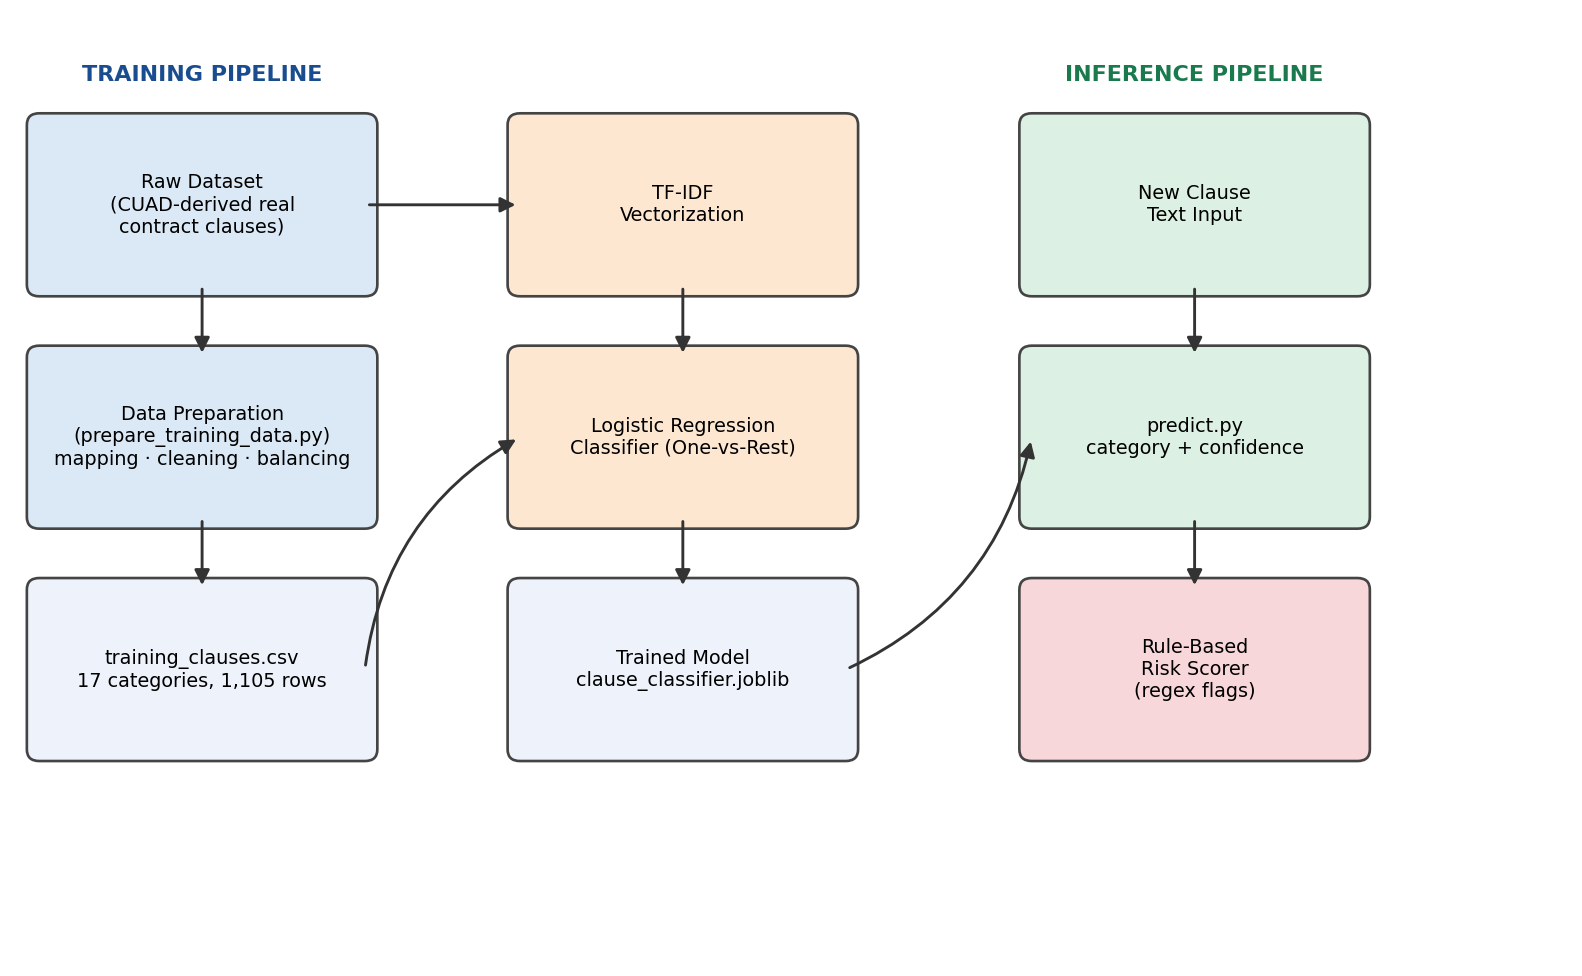 TRAINING PIPELINE
INFERENCE PIPELINE
Raw Dataset
(CUAD-derived real
contract clauses)
TF-IDF
Vectorization
New Clause
Text Input
Data Preparation
(prepare_training_data.py)
mapping · cleaning · balancing
Logistic Regression
Classifier (One-vs-Rest)
predict.py
category + confidence
training_clauses.csv
17 categories, 1,105 rows
Trained Model
clause_classifier.joblib
Rule-Based
Risk Scorer
(regex flags)